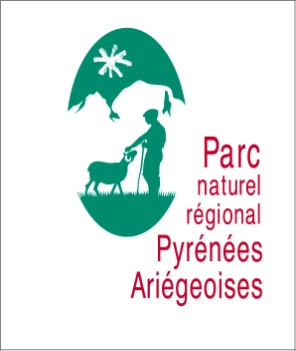 Parc
naturel
régional
Pyrénées
Ariégeoises